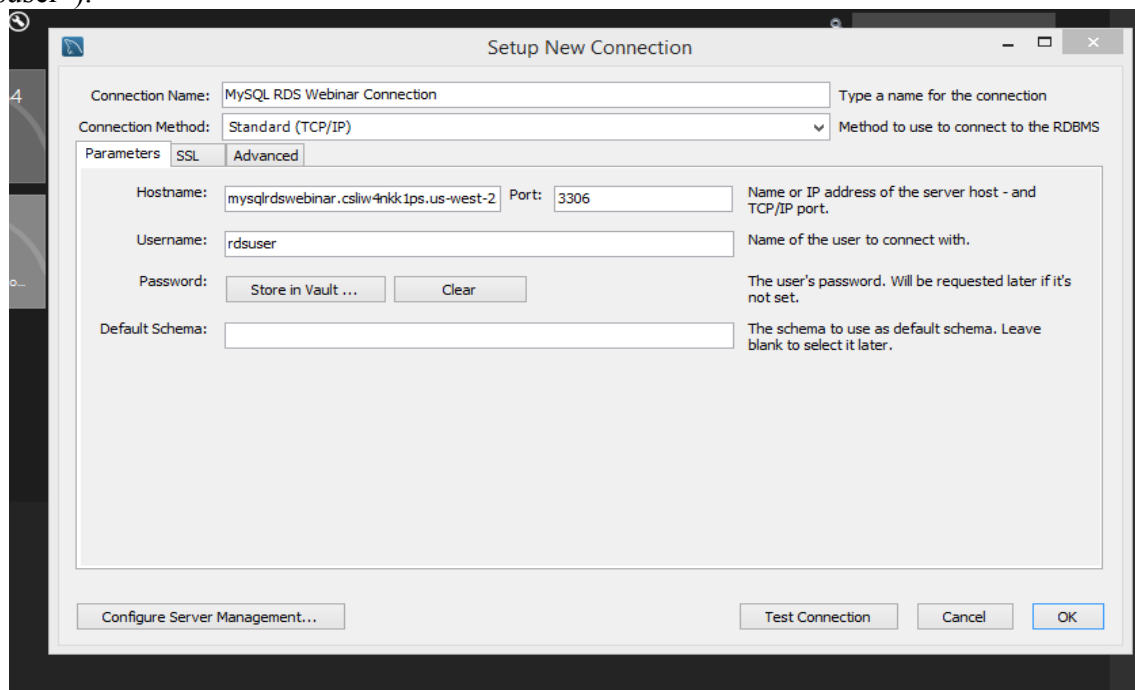 Setup New Connection
4
Connection Name: MySQL RDS Webinar Connection Type a name for the connection
Connection Method: Standard (TCP/IP) Method to use to connect to the RDBMS
Parameters SSL Advanced
Hostname: mysqlrdswebinar.csliw4nkk1ps.us-west-2 Port: 3306 Name or IP address of the server host - and
TCP/IP port.
Username: rdsuser Name of the user to connect with.
Password: Store in Vault ... Clear The user's password. Will be requested later if it's
not set.
Default Schema: The schema to use as default schema. Leave
blank to select it later.
Configure Server Management... Test Connection Cancel OK